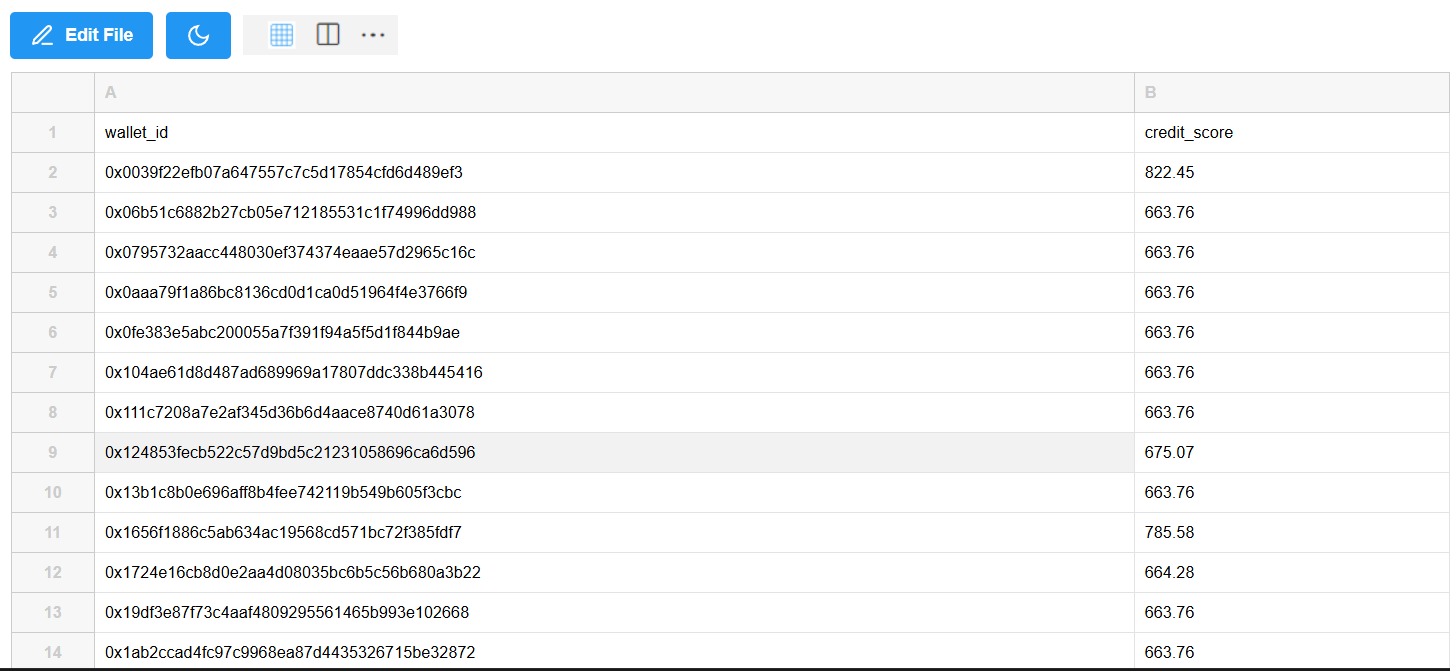 Edit File
A B
1 wallet_id credit_score
2 0x0039f22efb07a647557c7c5d17854cfd6d489ef3 822.45
3 0x06b51c6882b27cb05e712185531c1f74996dd988 663.76
4 0x0795732aacc448030ef374374eaae57d2965c16c 663.76
5 0x0aaa79f1a86bc8136cd0d1ca0d51964f4e3766f9 663.76
6 0x0fe383e5abc200055a7f391f94a5f5d1f844b9ae 663.76
7 0x104ae61d8d487ad689969a17807ddc338b445416 663.76
8 0x111c7208a7e2af345d36b6d4aace8740d61a3078 663.76
9 0x124853fecb522c57d9bd5c21231058696ca6d596 675.07
10 0x13b1c8b0e696aff8b4fee742119b549b605f3cbc 663.76
11 0x1656f1886c5ab634ac19568cd571bc72f385fdf7 785.58
12 0x1724e16cb8d0e2aa4d08035bc6b5c56b680a3b22 664.28
13 0x19df3e87f73c4aaf4809295561465b993e102668 663.76
14 0x1ab2ccad4fc97c9968ea87d4435326715be32872 663.76